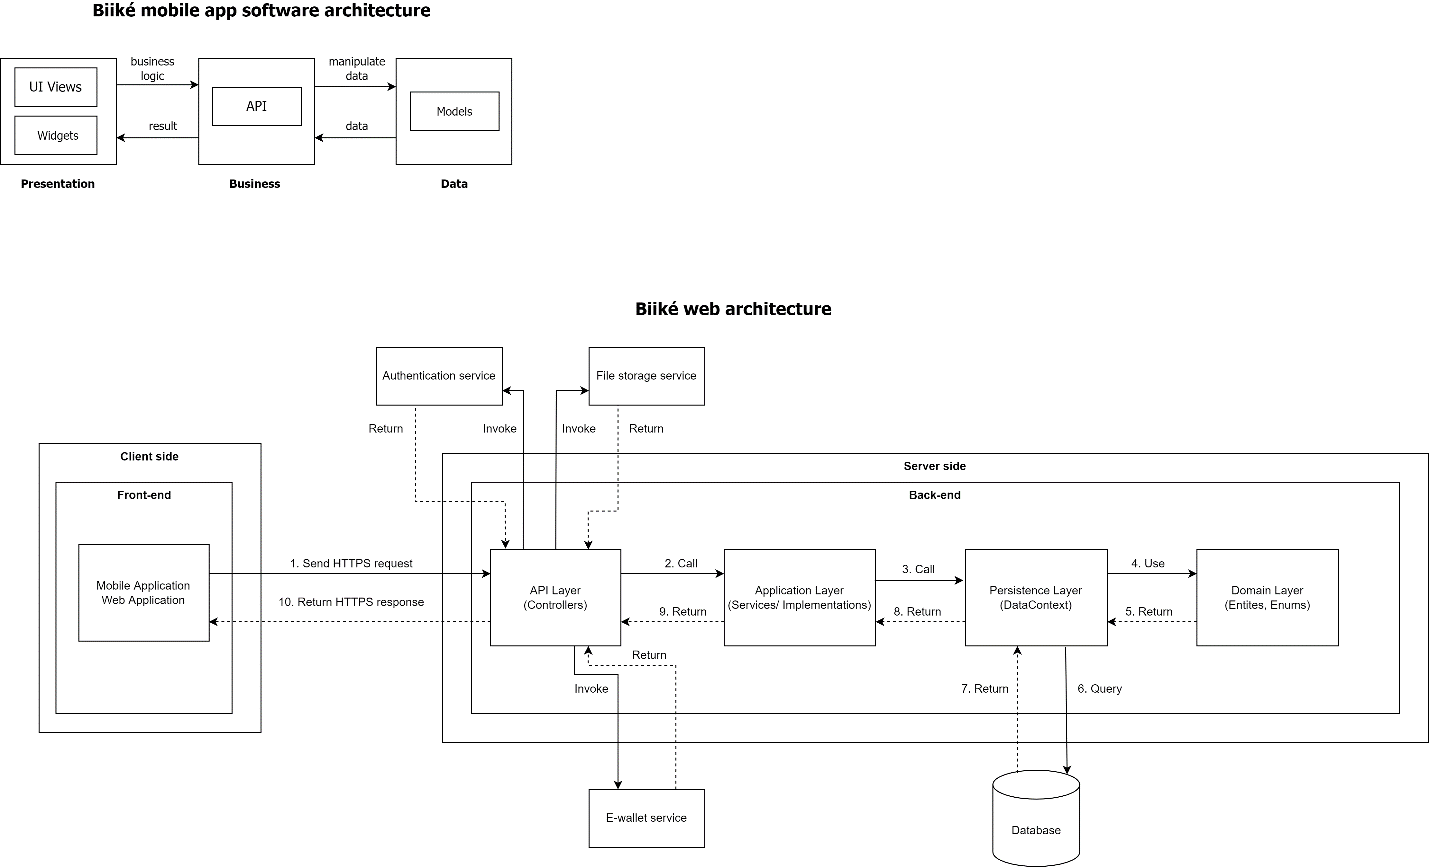 Biiké mobile app software architecture
business
logic
manipulate
data
UI Views
API
Models
Widgets
result
data
Presentation
Business
Data
Biiké web architecture
Authentication service
File storage service
Return
Invoke
Invoke
Return
Client side
Server side
Front-end
Back-end
1. Send HTTPS request
2. Call
3. Call
4. Use
Mobile Application
Web Application
API Layer
(Controllers)
Application Layer
(Services/ Implementations)
Persistence Layer
(DataContext)
Domain Layer
(Entites, Enums)
10. Return HTTPS response
9. Return
8. Return
5. Return
Return
Invoke
7. Return
6. Query
E-wallet service
Database